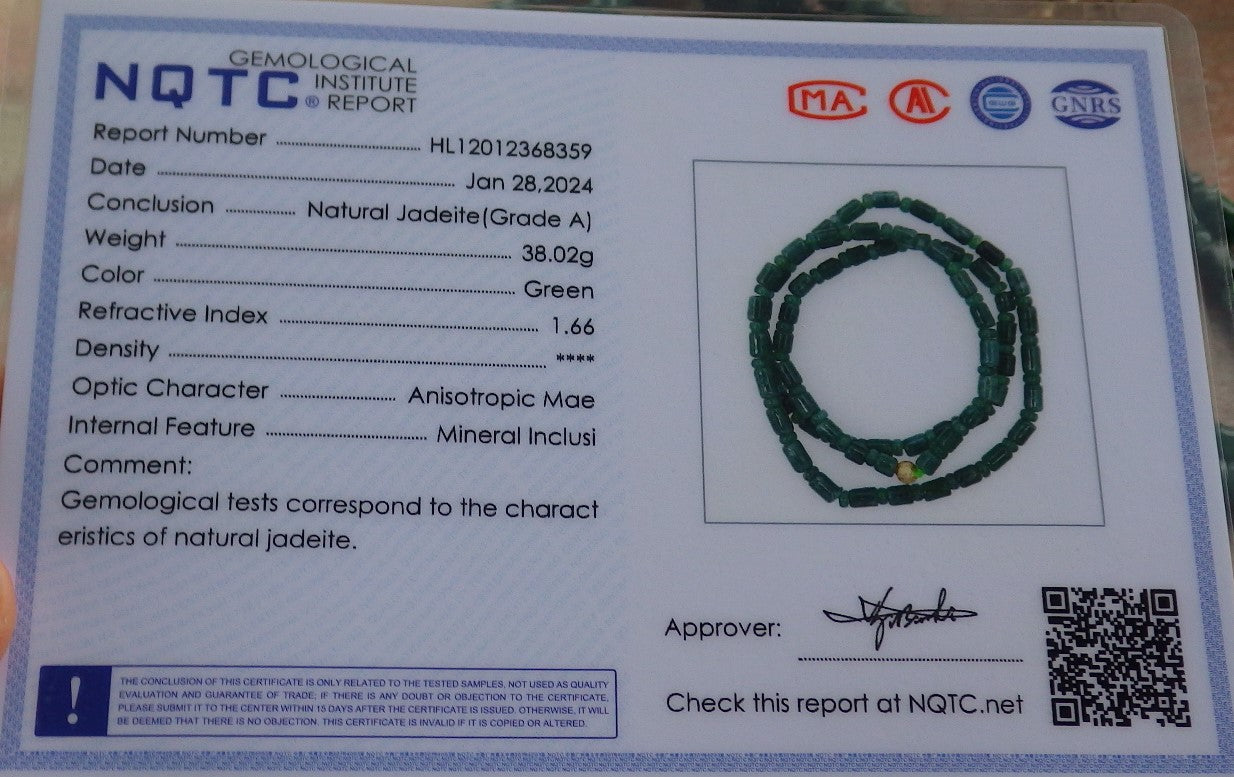 NQTC® GEMOLOGICAL
INSTITUTE
REPORT
Report Number HL12012368359
Date Jan 28,2024
Conclusion Natural Jadeite(Grade A)
Weight 38.02g
Color Green
Refractive Index 1.66
Density ****
Optic Character Anisotropic Mae
Internal Feature Mineral Inclusi
Comment:
Gemological tests correspond to the charact
eristics of natural jadeite.
! THE CONCLUSION OF THIS CERTIFICATE IS ONLY RELATED TO THE TESTED SAMPLES, NOT USED AS QUALITY
EVALUATION AND GUARANTEE OF TRADE; IF THERE IS ANY DOUBT OR OBJECTION TO THE CERTIFICATE,
PLEASE SUBMIT IT TO THE CENTER WITHIN 15 DAYS AFTER THE CERTIFICATE IS ISSUED. OTHERWISE, IT WILL
BE DEEMED THAT THERE IS NO OBJECTION. THIS CERTIFICATE IS INVALID IF IT IS COPIED OR ALTERED.
MA
GNRS
Approver:
Check this report at NQTC.net